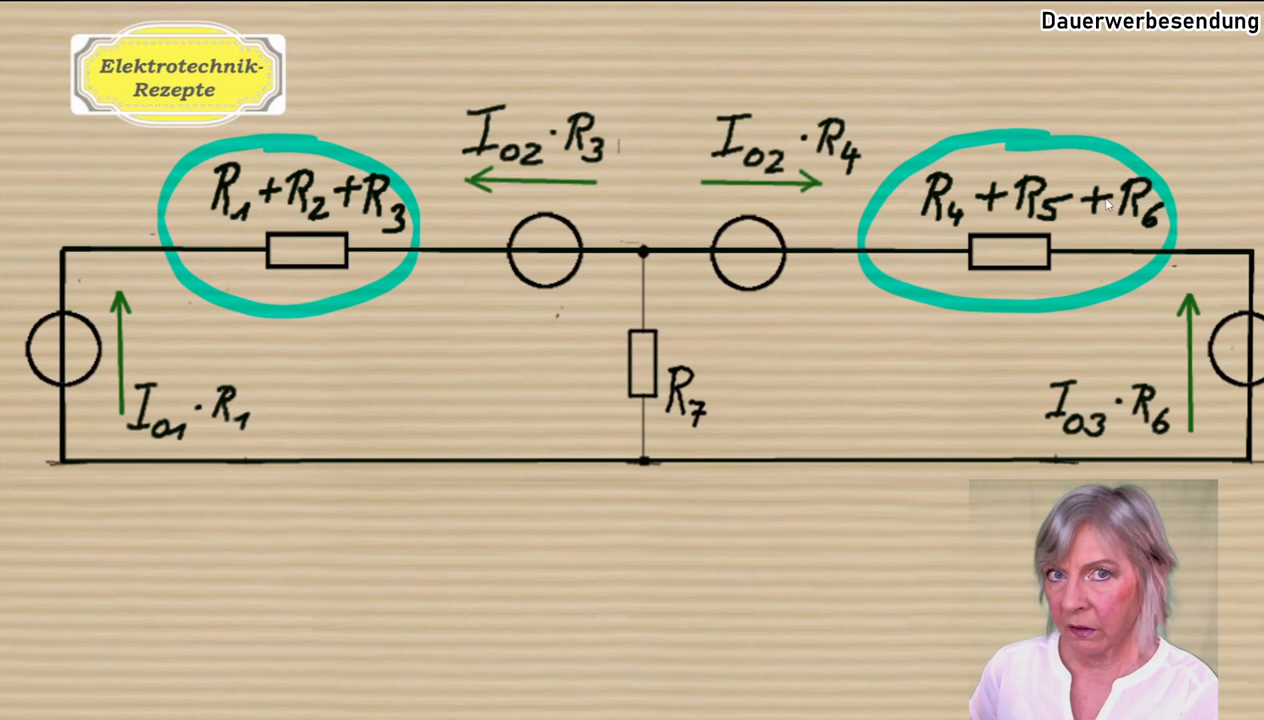 Dauerwerbesendung
Elektrotechnik-
Rezepte
I02 · R3
I02 · R4
R1 + R2 + R3
R4 + R5 + R6
R7
I01 · R1
I03 · R6